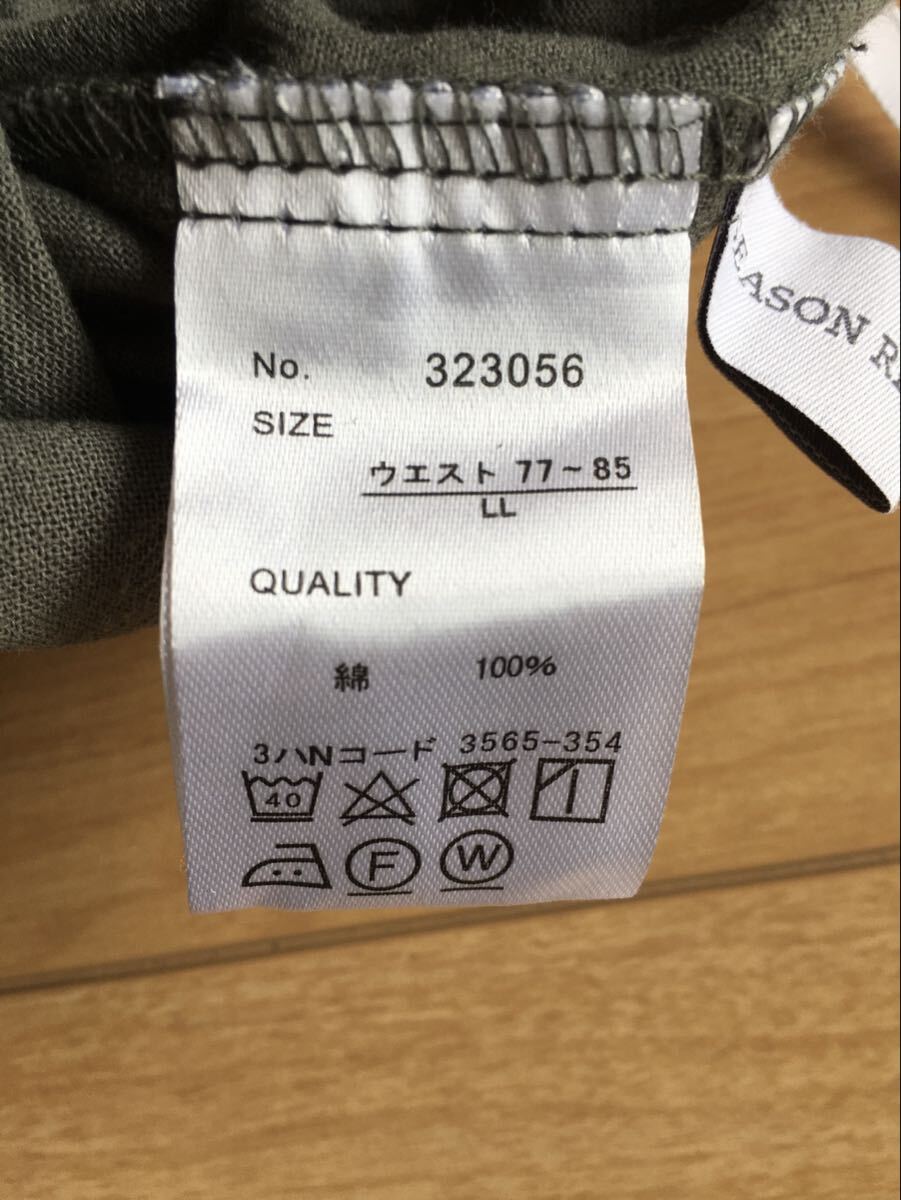 No. 323056
SIZE
ウエスト 77~85
LL
QUALITY
綿 100%
3ハNコード 3565-354
40
F W
EASON